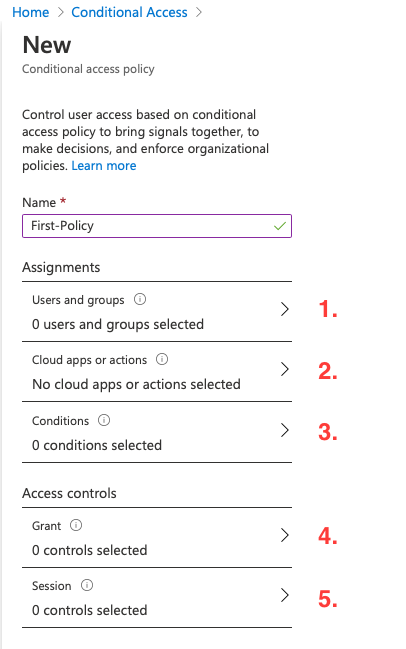 Home > Conditional Access >
New
Conditional access policy
Control user access based on conditional
access policy to bring signals together, to
make decisions, and enforce organizational
policies. Learn more
Name *
First-Policy
Assignments
Users and groups
0 users and groups selected
1.
Cloud apps or actions
No cloud apps or actions selected
2.
Conditions
0 conditions selected
3.
Access controls
Grant
0 controls selected
4.
Session
0 controls selected
5.